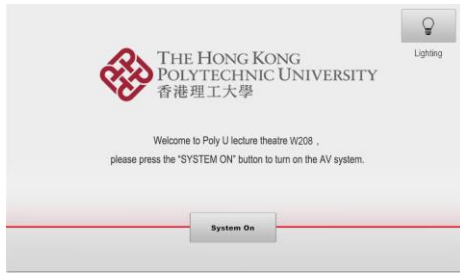 THE HONG KONG
POLYTECHNIC UNIVERSITY
香港理工大學
Lighting
Welcome to Poly U lecture theatre W208 ,
please press the "SYSTEM ON" button to turn on the AV system.
System On